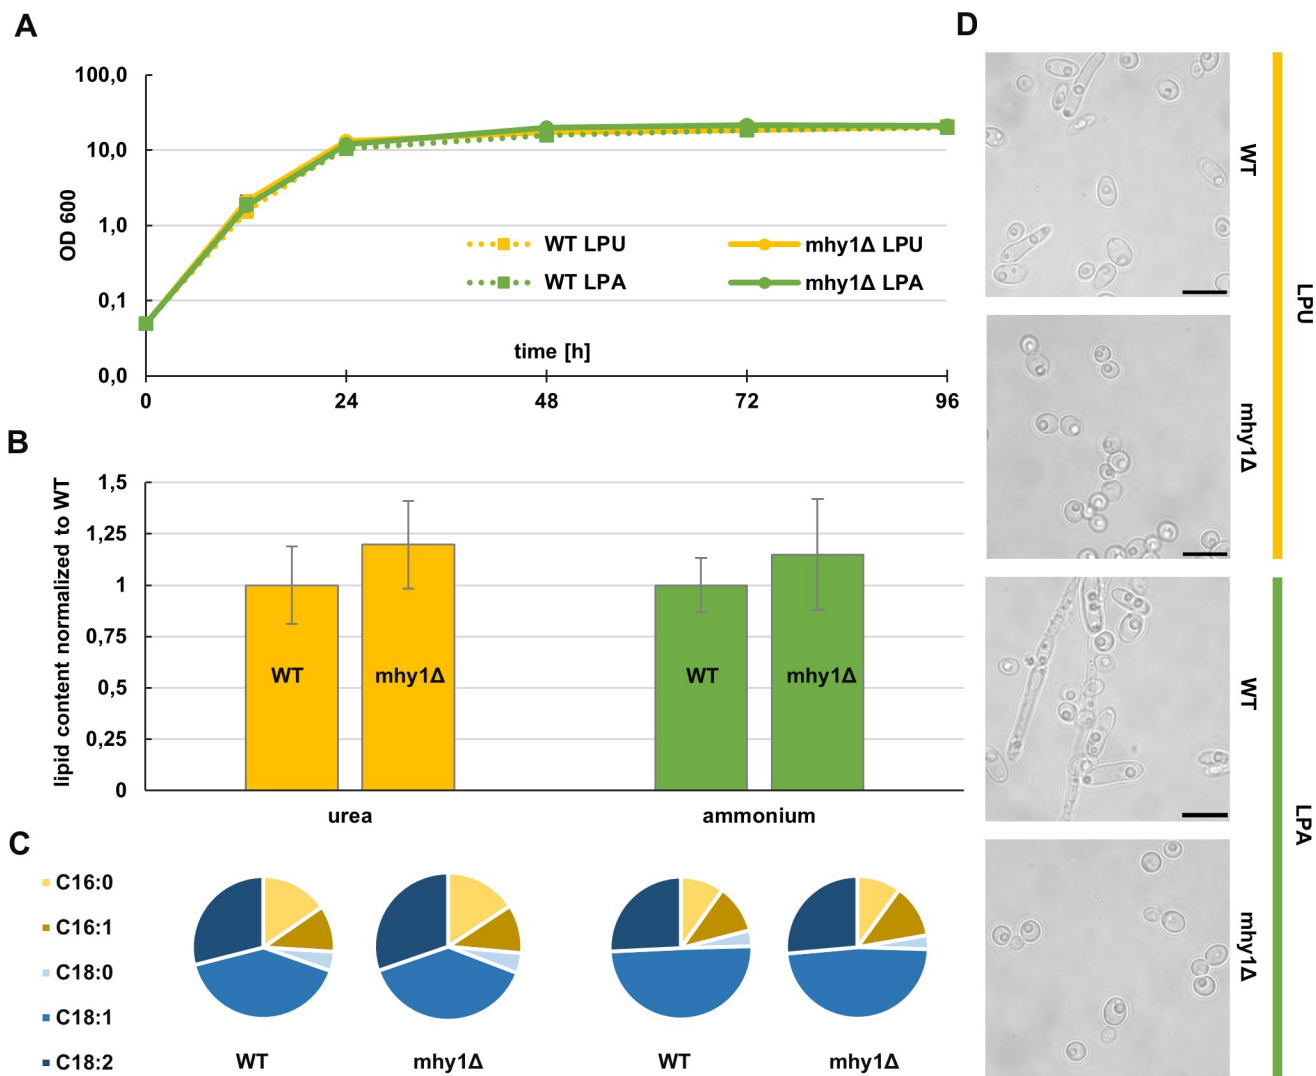 A
100,0
10,0
1,0
0,1
0,0
OD 600
WT LPU
mhy1Δ LPU
WT LPA
mhy1Δ LPA
time [h]
0
24
48
72
96
B
lipid content normalized to WT
1,5
1,25
1
0,75
0,5
0,25
0
WT
mhy1Δ
WT
mhy1Δ
urea
ammonium
C
C16:0
C16:1
C18:0
C18:1
C18:2
WT
mhy1Δ
WT
mhy1Δ
D
WT
mhy1Δ
LPU
WT
mhy1Δ
LPA